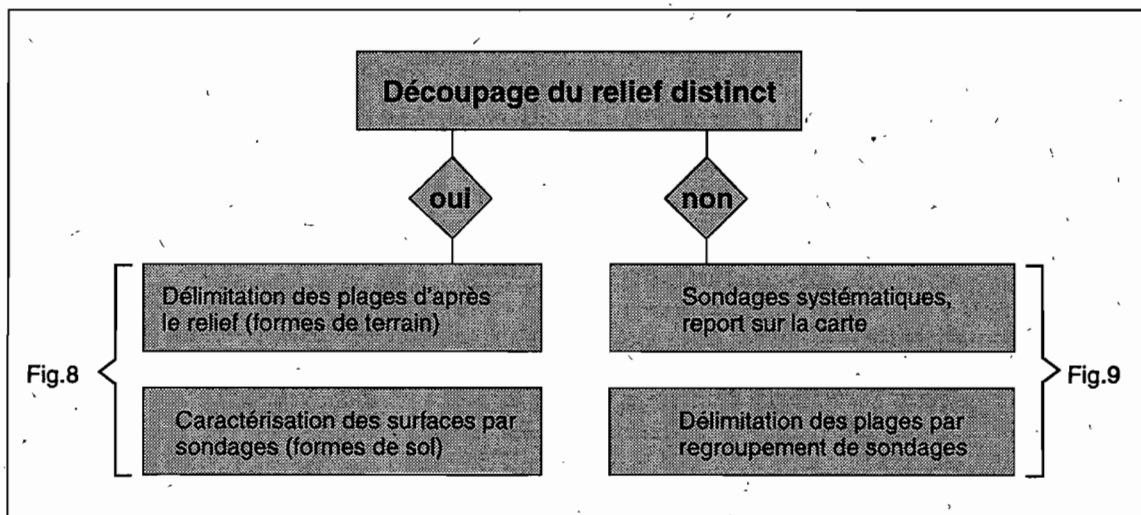 Découpage du relief distinct
oui
non
Délimitation des plages d'après
le relief (formes de terrain)
Sondages systématiques,
report sur la carte
Fig.8
Fig.9
Caractérisation des surfaces par
sondages (formes de sol)
Délimitation des plages par
regroupement de sondages